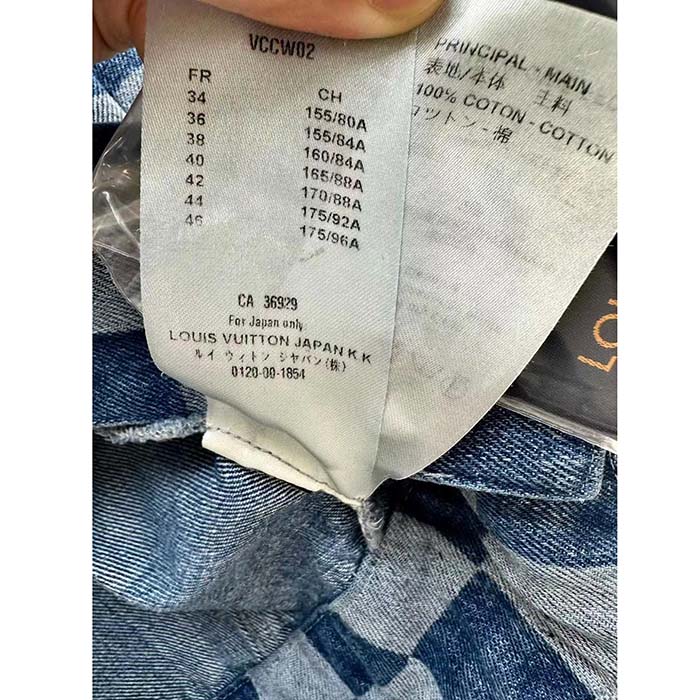 VCCW02
FR CH
34 155/80A
36 155/84A
38 160/84A
40 165/88A
42 170/88A
44 175/92A
46 175/96A
CA 36929
For Japan only
LOUIS VUITTON JAPAN K K
ルイ ヴィトン ジャパン(株)
0120-00-1854
PRINCIPAL - MAIN
表地/本体 主料
100% COTON - COTTON
コットン - 棉
LO